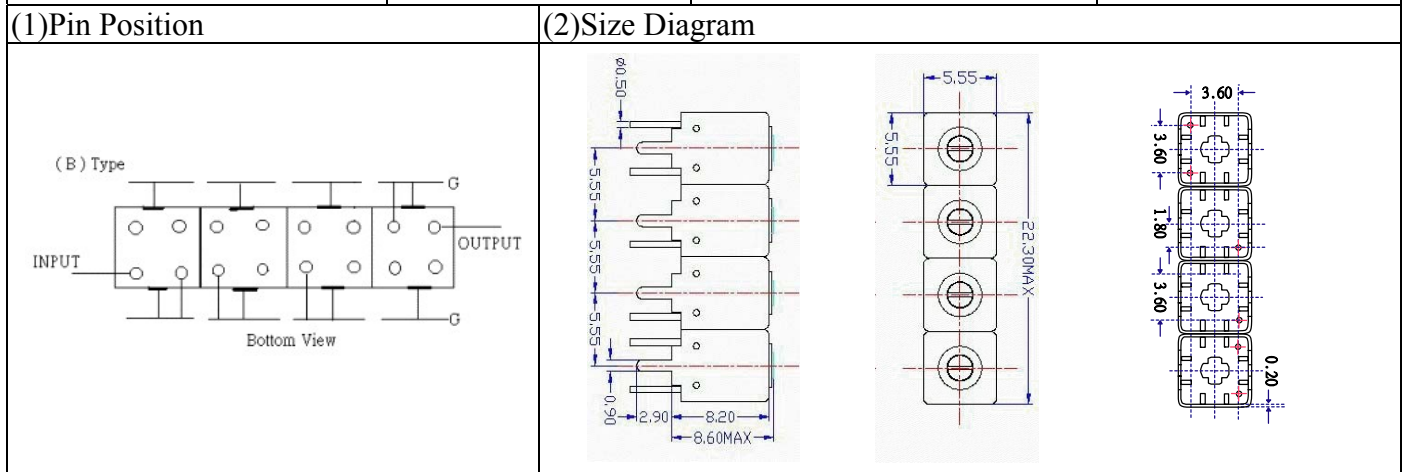 (1)Pin Position
(2)Size Diagram
( B ) Type
G
OUTPUT
INPUT
G
Bottom View
ø0.50
5.55
5.55
5.55
0.90
2.90
8.20
8.60MAX
5.55
5.55
22.30MAX
3.60
3.60
1.80
3.60
0.20